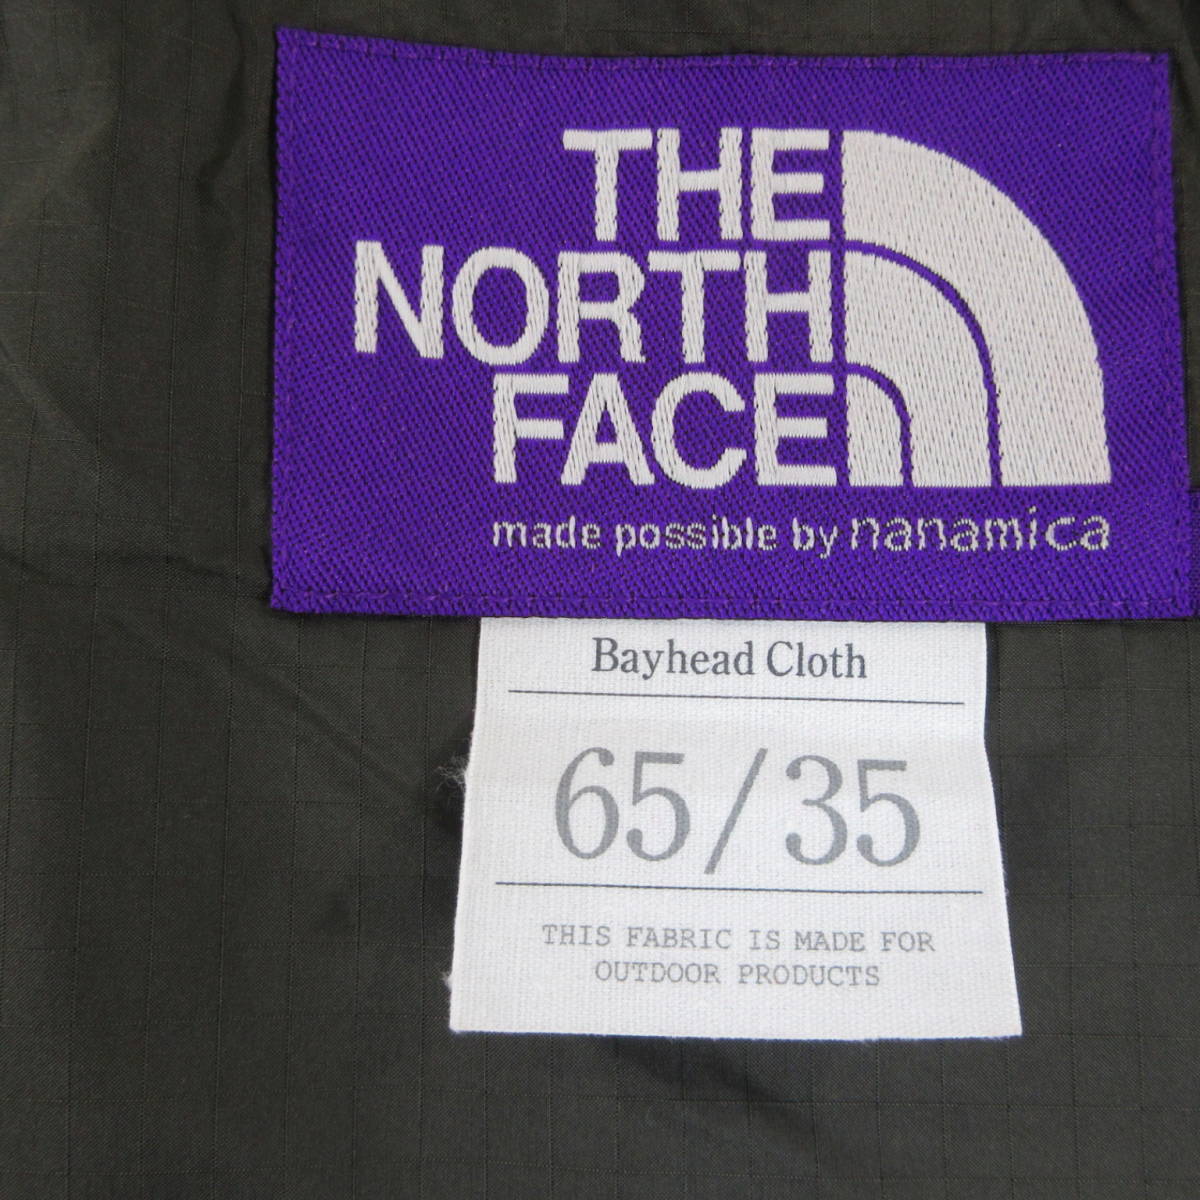 THE
NORTH
FACE
made possible by nanamica
Bayhead Cloth
65/35
THIS FABRIC IS MADE FOR
OUTDOOR PRODUCTS